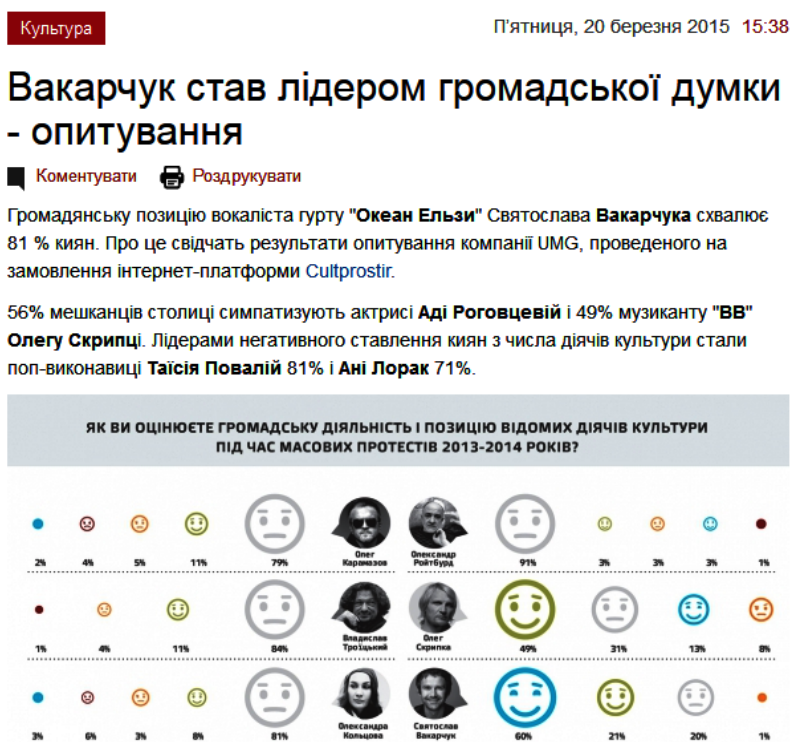 Культура
П'ятниця, 20 березня 2015 15:38
Вакарчук став лідером громадської думки
- опитування
Коментувати Роздрукувати
Громадянську позицію вокаліста гурту "Океан Ельзи" Святослава Вакарчука схвалює
81 % киян. Про це свідчать результати опитування компанії UMG, проведеного на
замовлення інтернет-платформи Cultprostir.
56% мешканців столиці симпатизують актрисі Аді Роговцевій і 49% музиканту "ВВ"
Олегу Скрипці. Лідерами негативного ставлення киян з числа діячів культури стали
поп-виконавиці Таїсія Повалій 81% і Ані Лорак 71%.
ЯК ВИ ОЦІНЮЄТЕ ГРОМАДСЬКУ ДІЯЛЬНІСТЬ І ПОЗИЦІЮ ВІДОМИХ ДІЯЧІВ КУЛЬТУРИ
ПІД ЧАС МАСОВИХ ПРОТЕСТІВ 2013-2014 РОКІВ?
Олег Олександр
2% 4% 5% 11% 79% Карамазов Ройтбурд 91% 3% 3% 3% 1%
Владислав Олег
1% 4% 11% 84% Троїцький Скрипка 49% 31% 13% 8%
Олександра Святослав
3% 6% 3% 8% 81% Кольцова Вакарчук 60% 21% 20% 1%